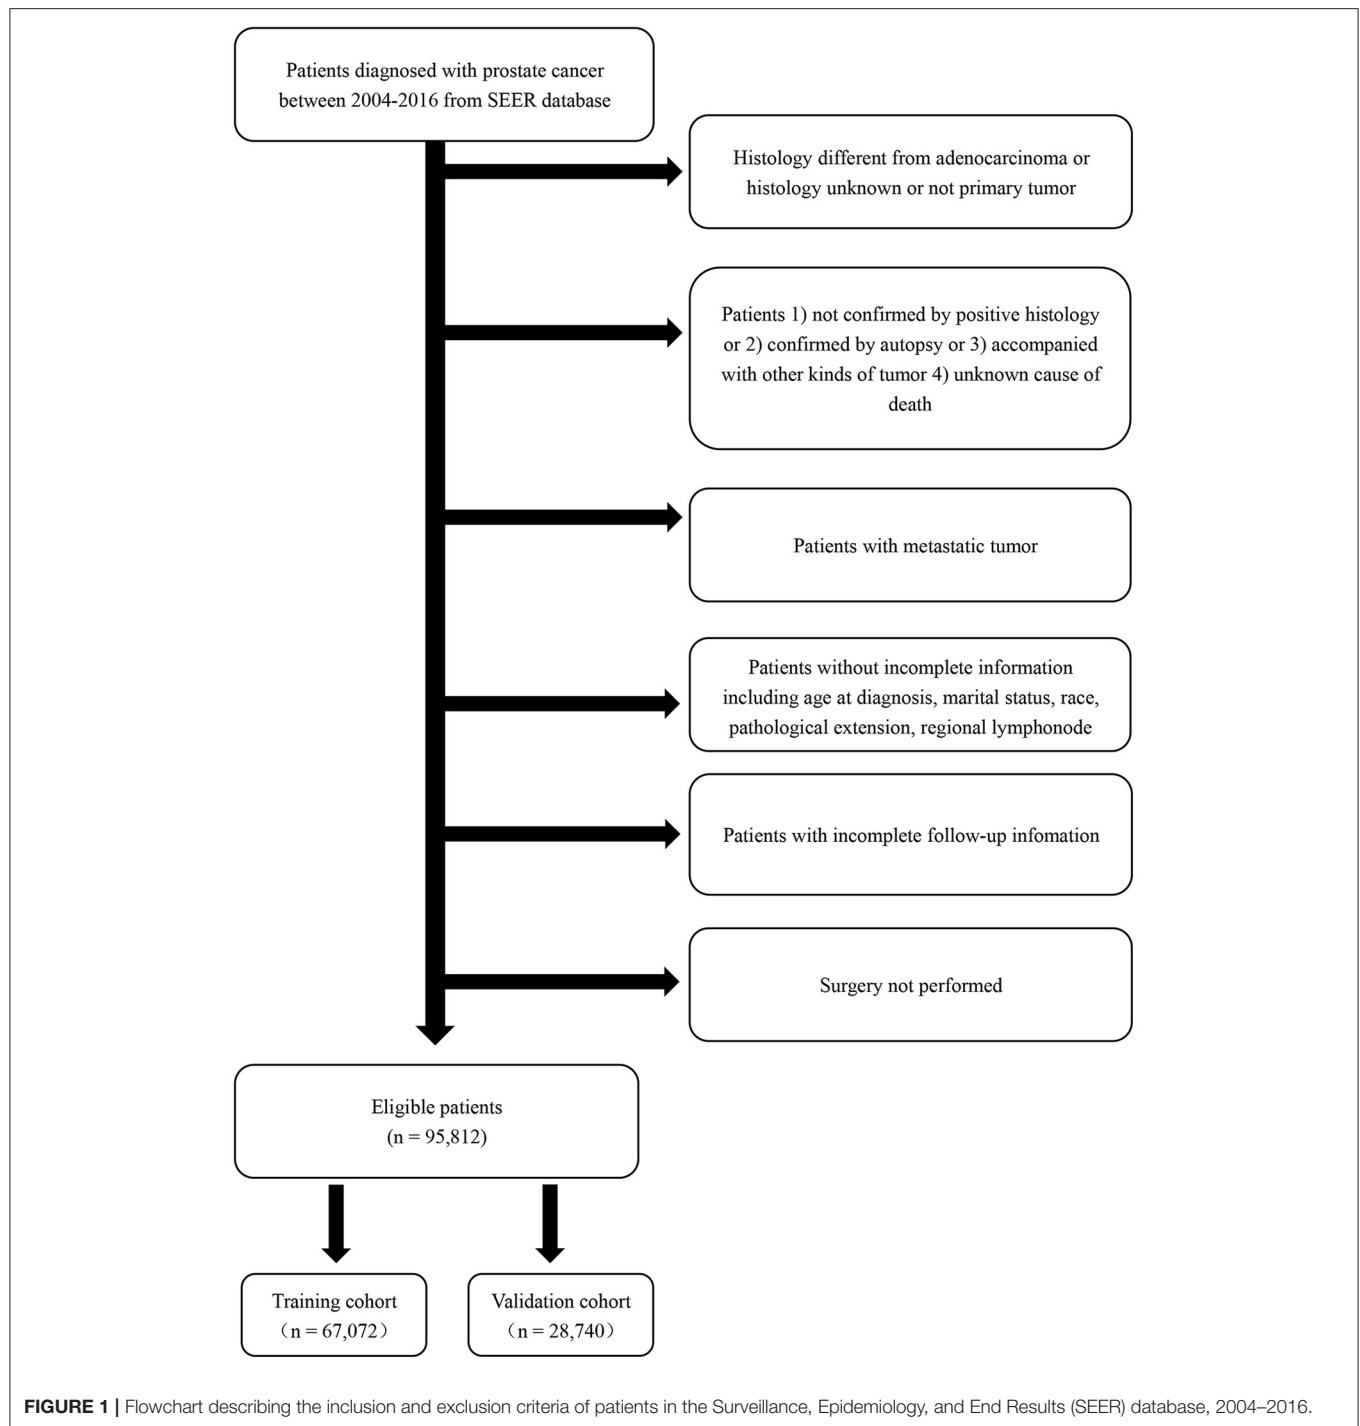 Patients diagnosed with prostate cancer
between 2004-2016 from SEER database
Histology different from adenocarcinoma or
histology unknown or not primary tumor
Patients 1) not confirmed by positive histology
or 2) confirmed by autopsy or 3) accompanied
with other kinds of tumor 4) unknown cause of
death
Patients with metastatic tumor
Patients without incomplete information
including age at diagnosis, marital status, race,
pathological extension, regional lymphonode
Patients with incomplete follow-up infomation
Surgery not performed
Eligible patients
(n = 95,812)
Training cohort
（n = 67,072）
Validation cohort
（n = 28,740）
FIGURE 1 | Flowchart describing the inclusion and exclusion criteria of patients in the Surveillance, Epidemiology, and End Results (SEER) database, 2004–2016.